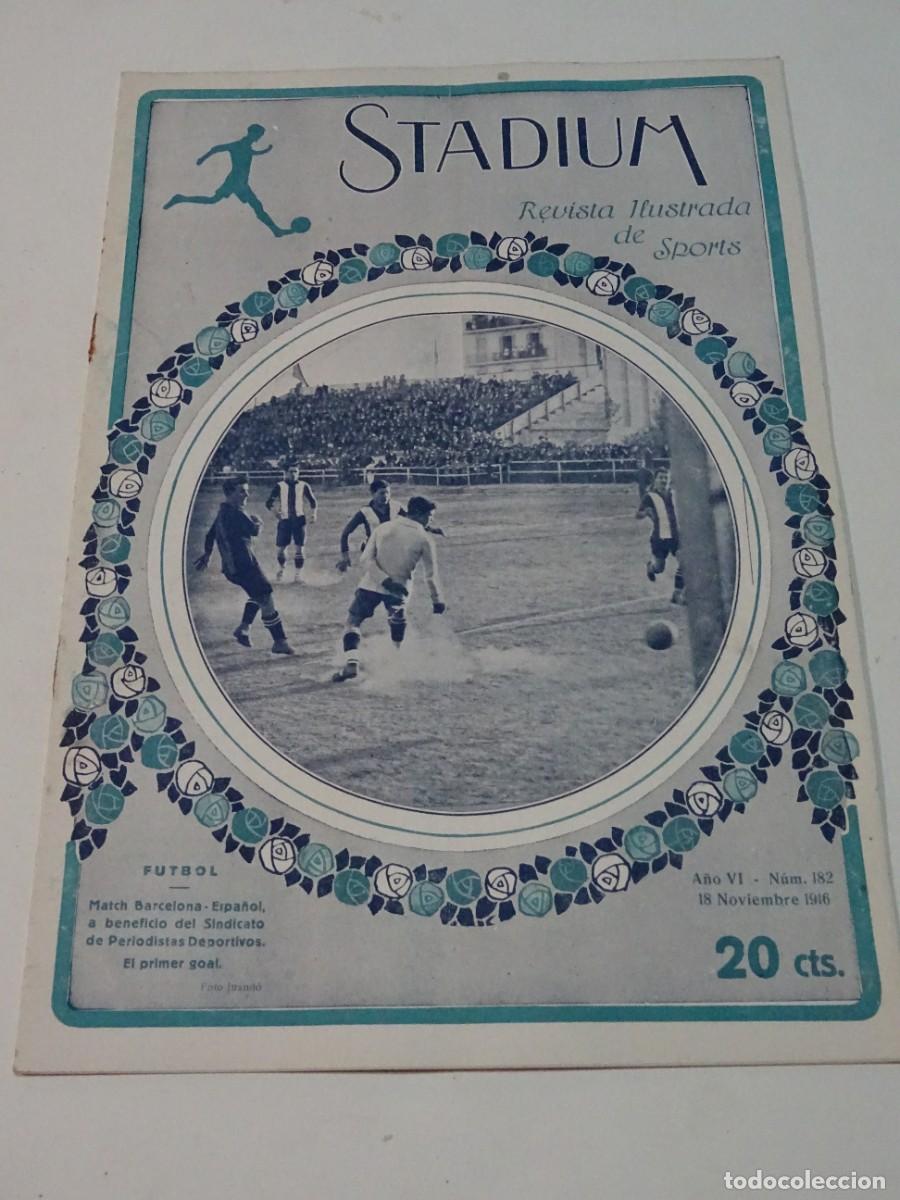 STADIUM
Revista Ilustrada
de Sports
FUTBOL
Match Barcelona - Español,
a beneficio del Sindicato
de Periodistas Deportivos.
El primer goal.
Foto
Año VI - Núm. 182
18 Noviembre 1916
20 cts.
todocoleccion